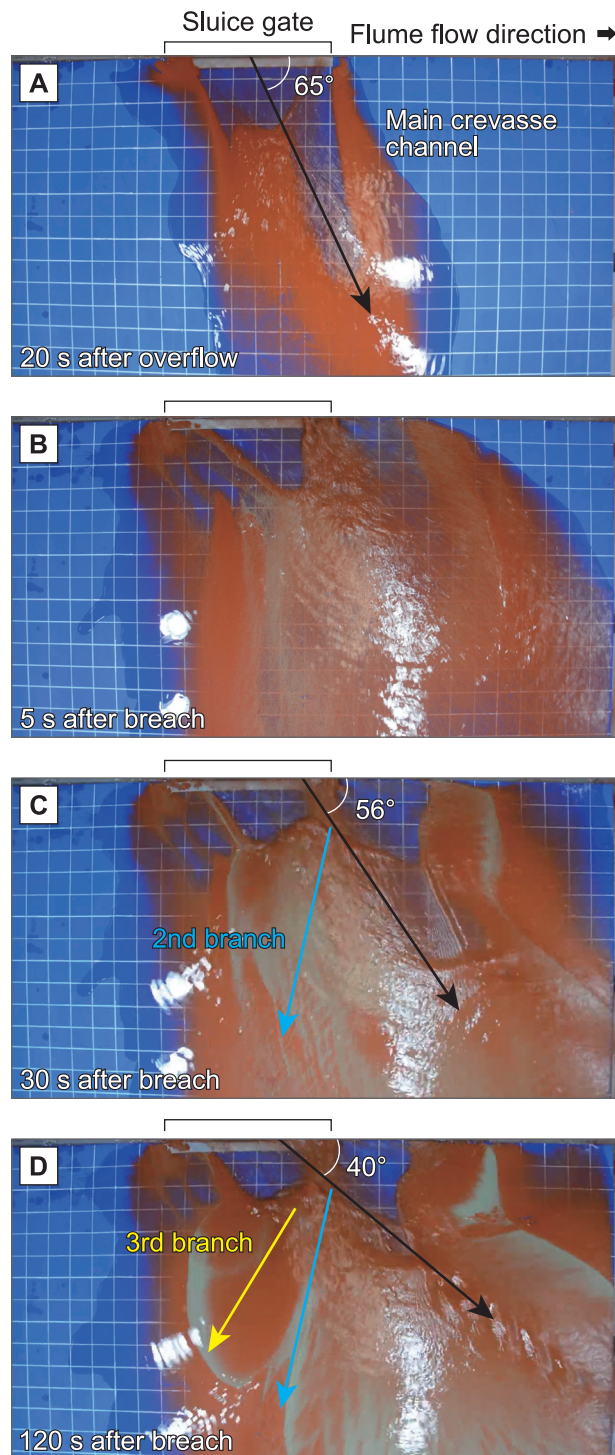 Sluice gate
Flume flow direction ➡
A
65°
Main crevasse
channel
20 s after overflow
B
5 s after breach
C
56°
2nd branch
30 s after breach
D
40°
3rd branch
120 s after breach